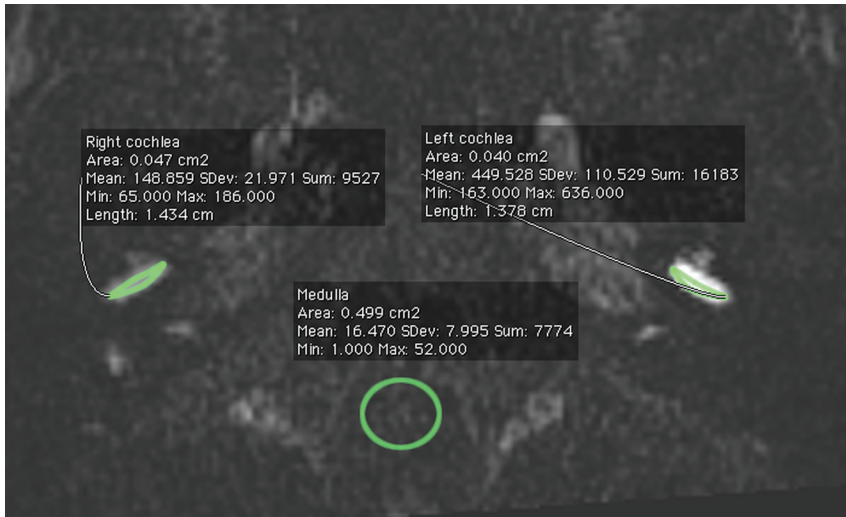 Right cochlea
Area: 0.047 cm2
Mean: 148.859 SDev: 21.971 Sum: 9527
Min: 65.000 Max: 186.000
Length: 1.434 cm
Left cochlea
Area: 0.040 cm2
Mean: 449.528 SDev: 110.529 Sum: 16183
Min: 163.000 Max: 636.000
Length: 1.378 cm
Medulla
Area: 0.499 cm2
Mean: 16.470 SDev: 7.995 Sum: 7774
Min: 1.000 Max: 52.000